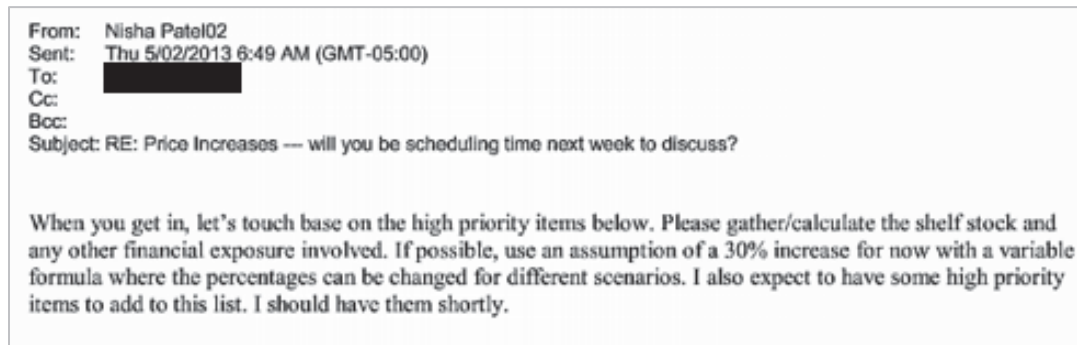 From: Nisha Patel02
Sent: Thu 5/02/2013 6:49 AM (GMT-05:00)
To:
Cc:
Bcc:
Subject: RE: Price Increases --- will you be scheduling time next week to discuss?
When you get in, let's touch base on the high priority items below. Please gather/calculate the shelf stock and
any other financial exposure involved. If possible, use an assumption of a 30% increase for now with a variable
formula where the percentages can be changed for different scenarios. I also expect to have some high priority
items to add to this list. I should have them shortly.